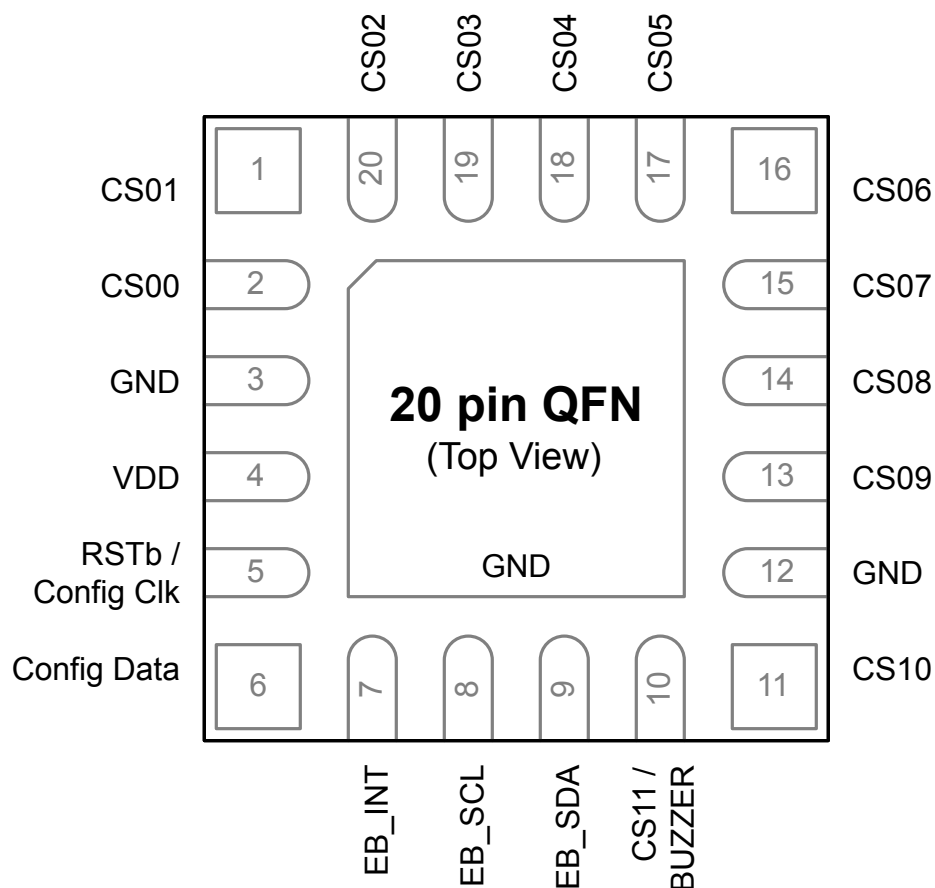 CS02 CS03 CS04 CS05
20 19 18 17
CS01 1 16 CS06
CS00 2 15 CS07
GND 3 14 CS08
VDD 4 13 CS09
RSTb /
Config Clk 5 12 GND
Config Data 6 11 CS10
20 pin QFN
(Top View)
GND
7 8 9 10
EB_INT EB_SCL EB_SDA CS11 /
BUZZER